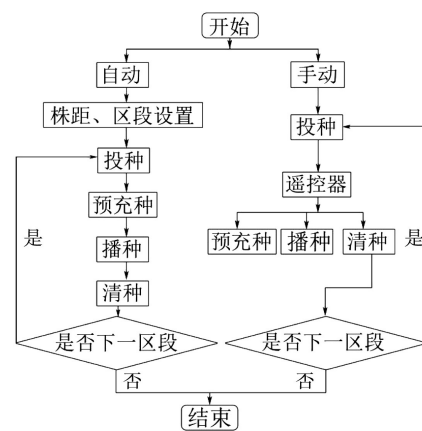 开始
自动
手动
株距、区段设置
投种
投种
预充种
遥控器
播种
预充种
播种
清种
是
是
清种
是否下一区段
是否下一区段
否
否
结束